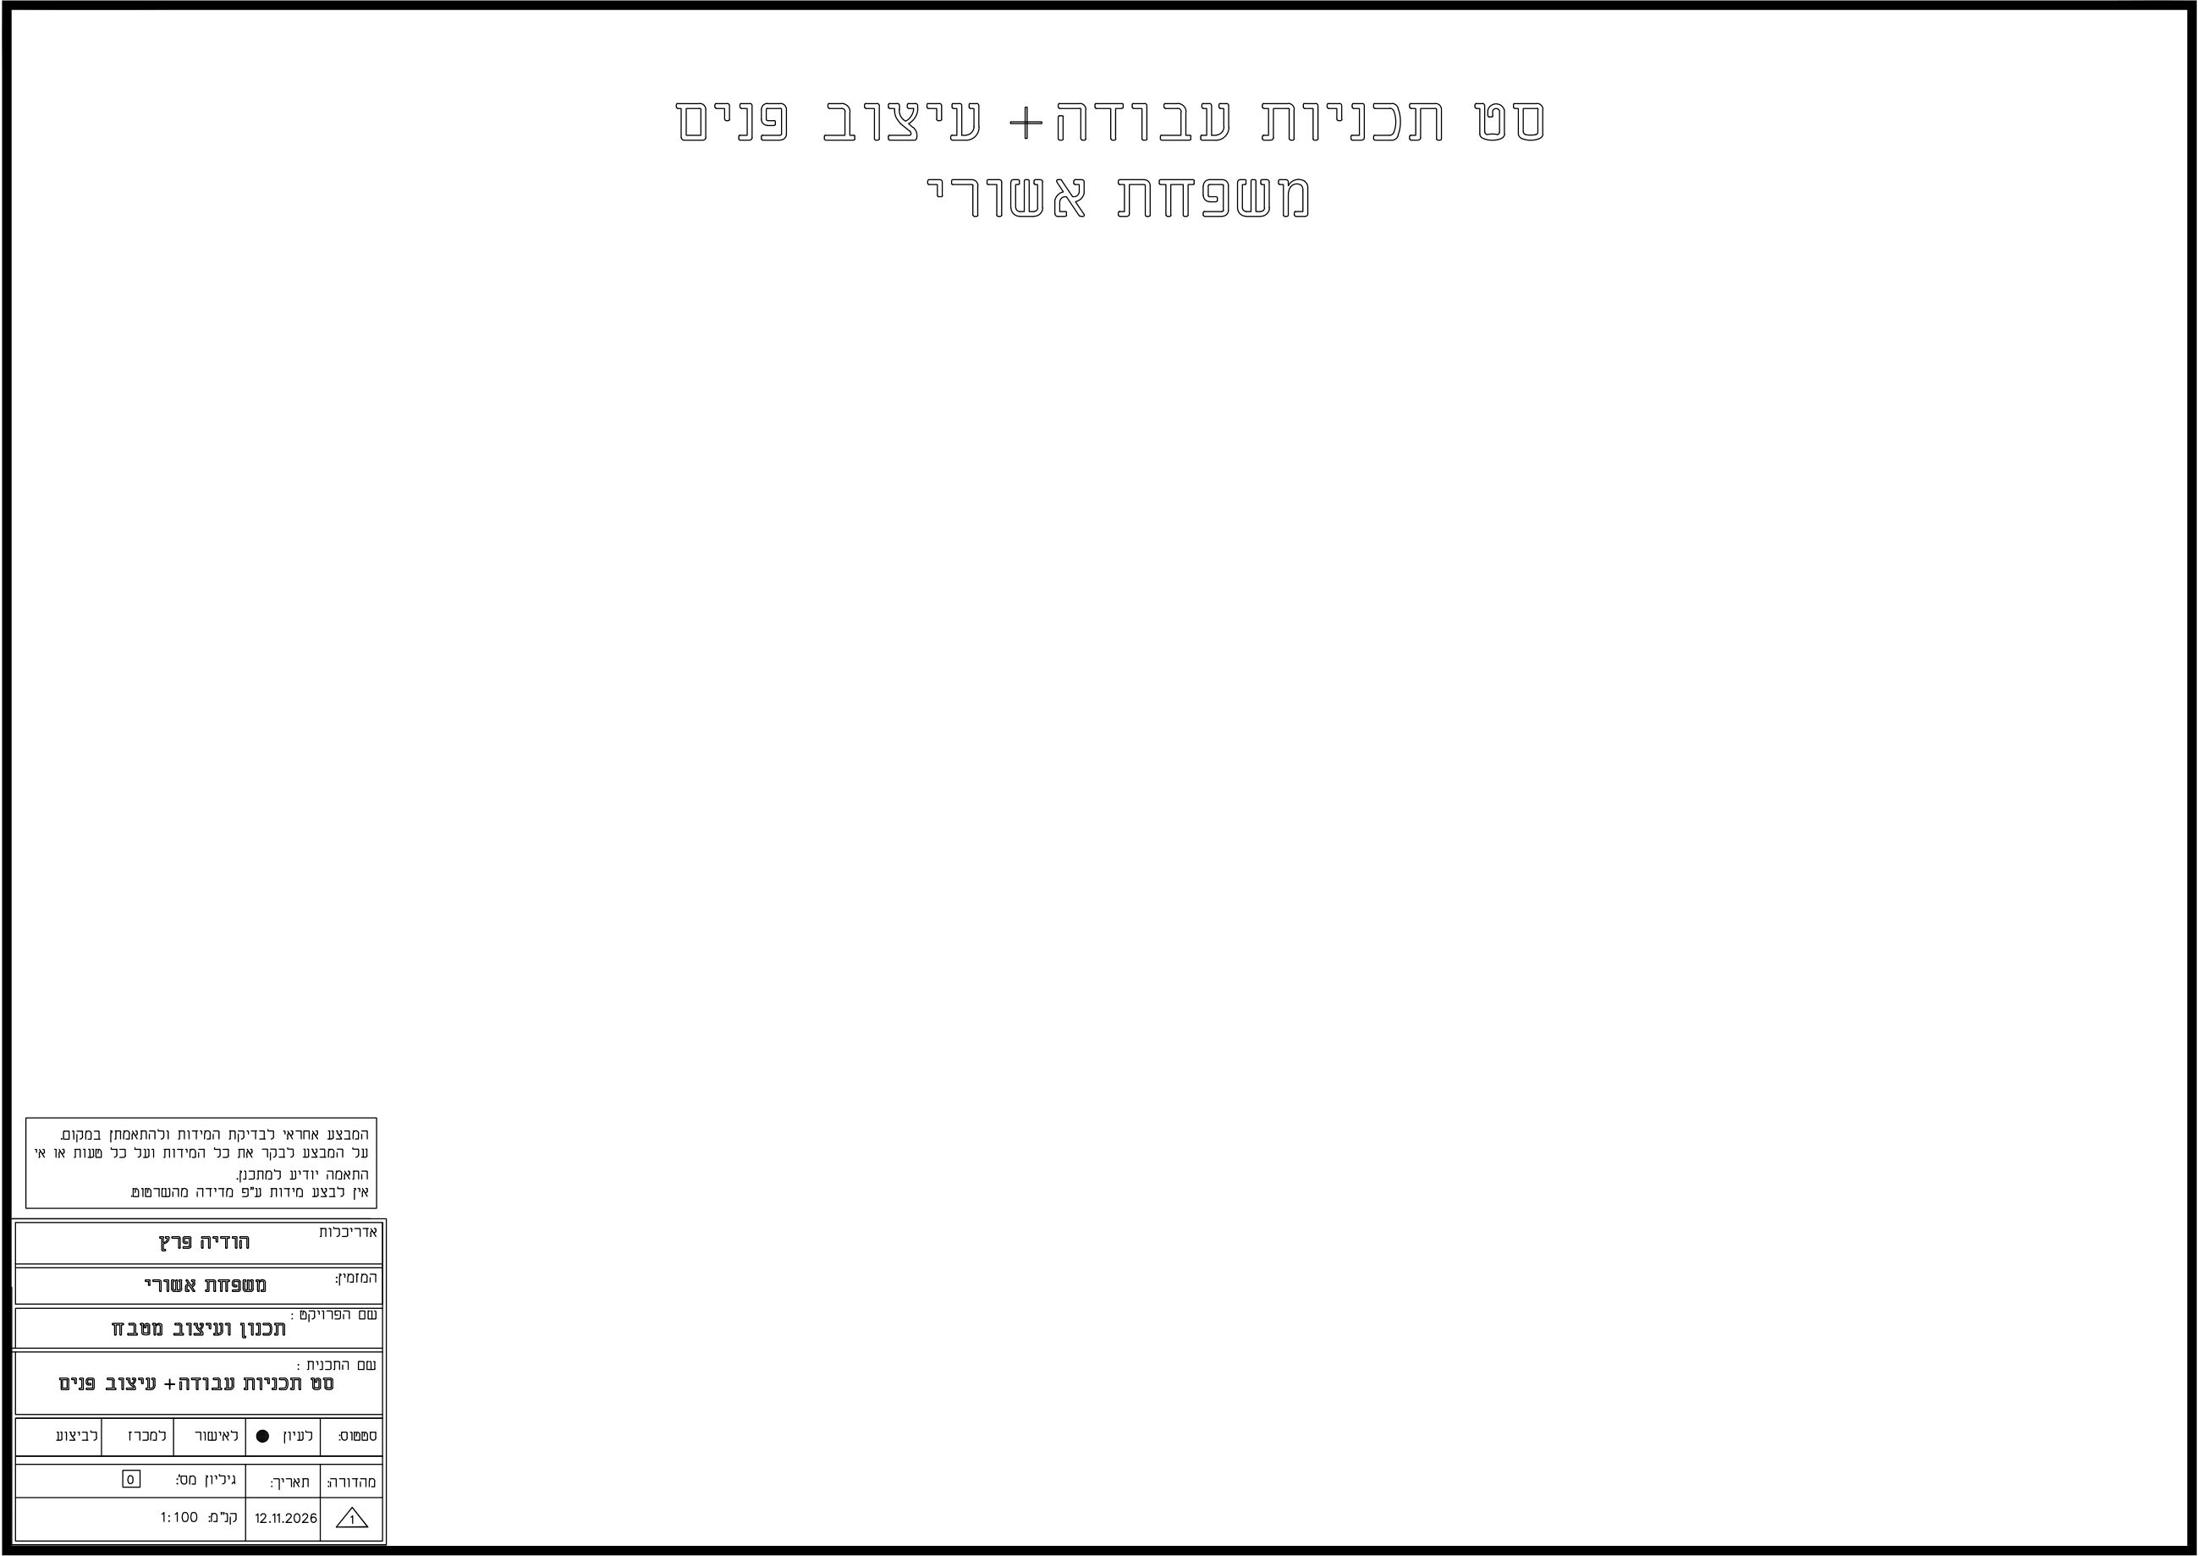 סט תכניות עבודה+ עיצוב פנים
משפחת אשורי
המבצע אחראי לבדיקת המידות ולהתאמתן במקום.
על המבצע לבקר את כל המידות ועל כל טעות או אי
התאמה יודיע למתכנן.
אין לבצע מידות ע"פ מדידה מהשרטוט.
אדריכלות
הודיה פרץ
המזמין:
משפחת אשורי
שם הפרויקט :
תכנון ועיצוב מטבח
שם התכנית :
סט תכניות עבודה+ עיצוב פנים
סטטוס: לעיון לאישור למכרז לביצוע
מהדורה: תאריך: גיליון מס': 0
1 12.11.2026 קנ"מ: 1:100